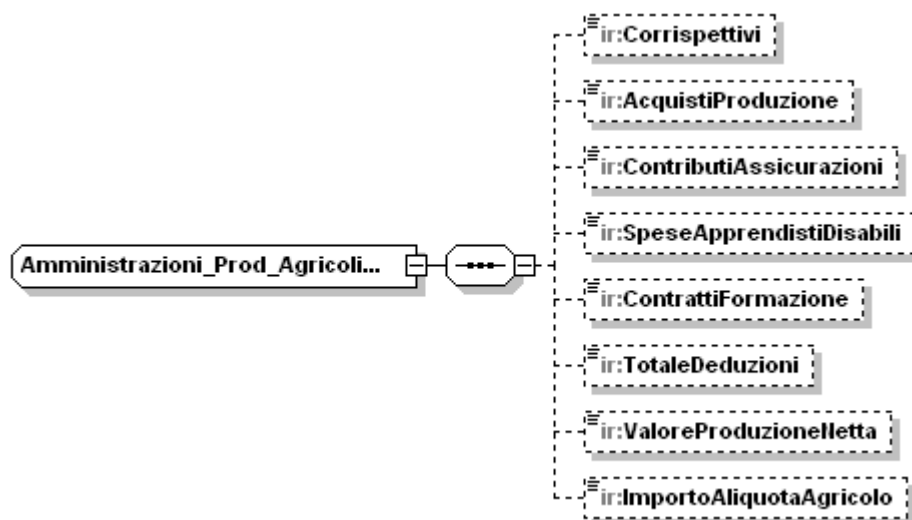 ir:Corrispettivi
ir:AcquistiProduzione
ir:ContributiAssicurazioni
ir:SpeseApprendistiDisabili
Amministrazioni_Prod_Agricoli...
ir:ContrattiFormazione
ir:TotaleDeduzioni
ir:ValoreProduzioneNetta
ir:ImportoAliquotaAgricolo